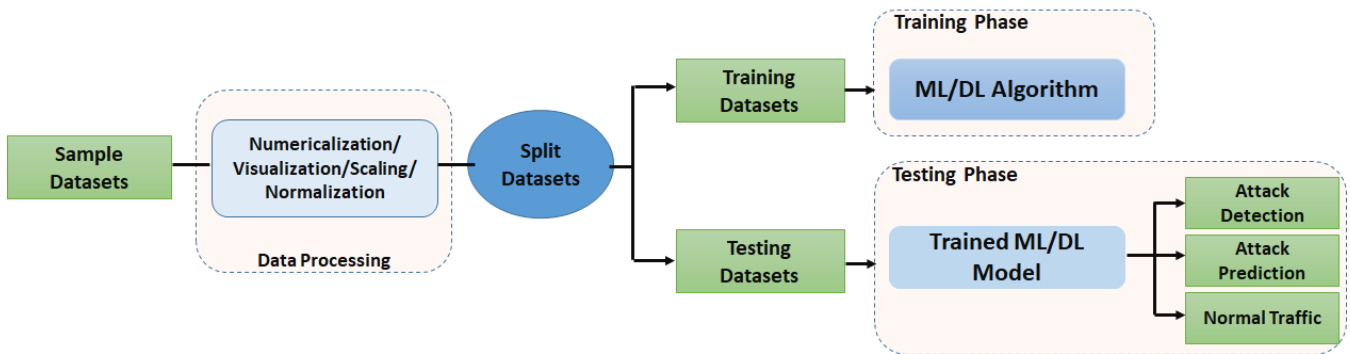 Sample
Datasets
Numericalization/
Visualization/Scaling/
Normalization
Data Processing
Split
Datasets
Training
Datasets
Training Phase
ML/DL Algorithm
Testing
Datasets
Testing Phase
Trained ML/DL
Model
Attack
Detection
Attack
Prediction
Normal Traffic